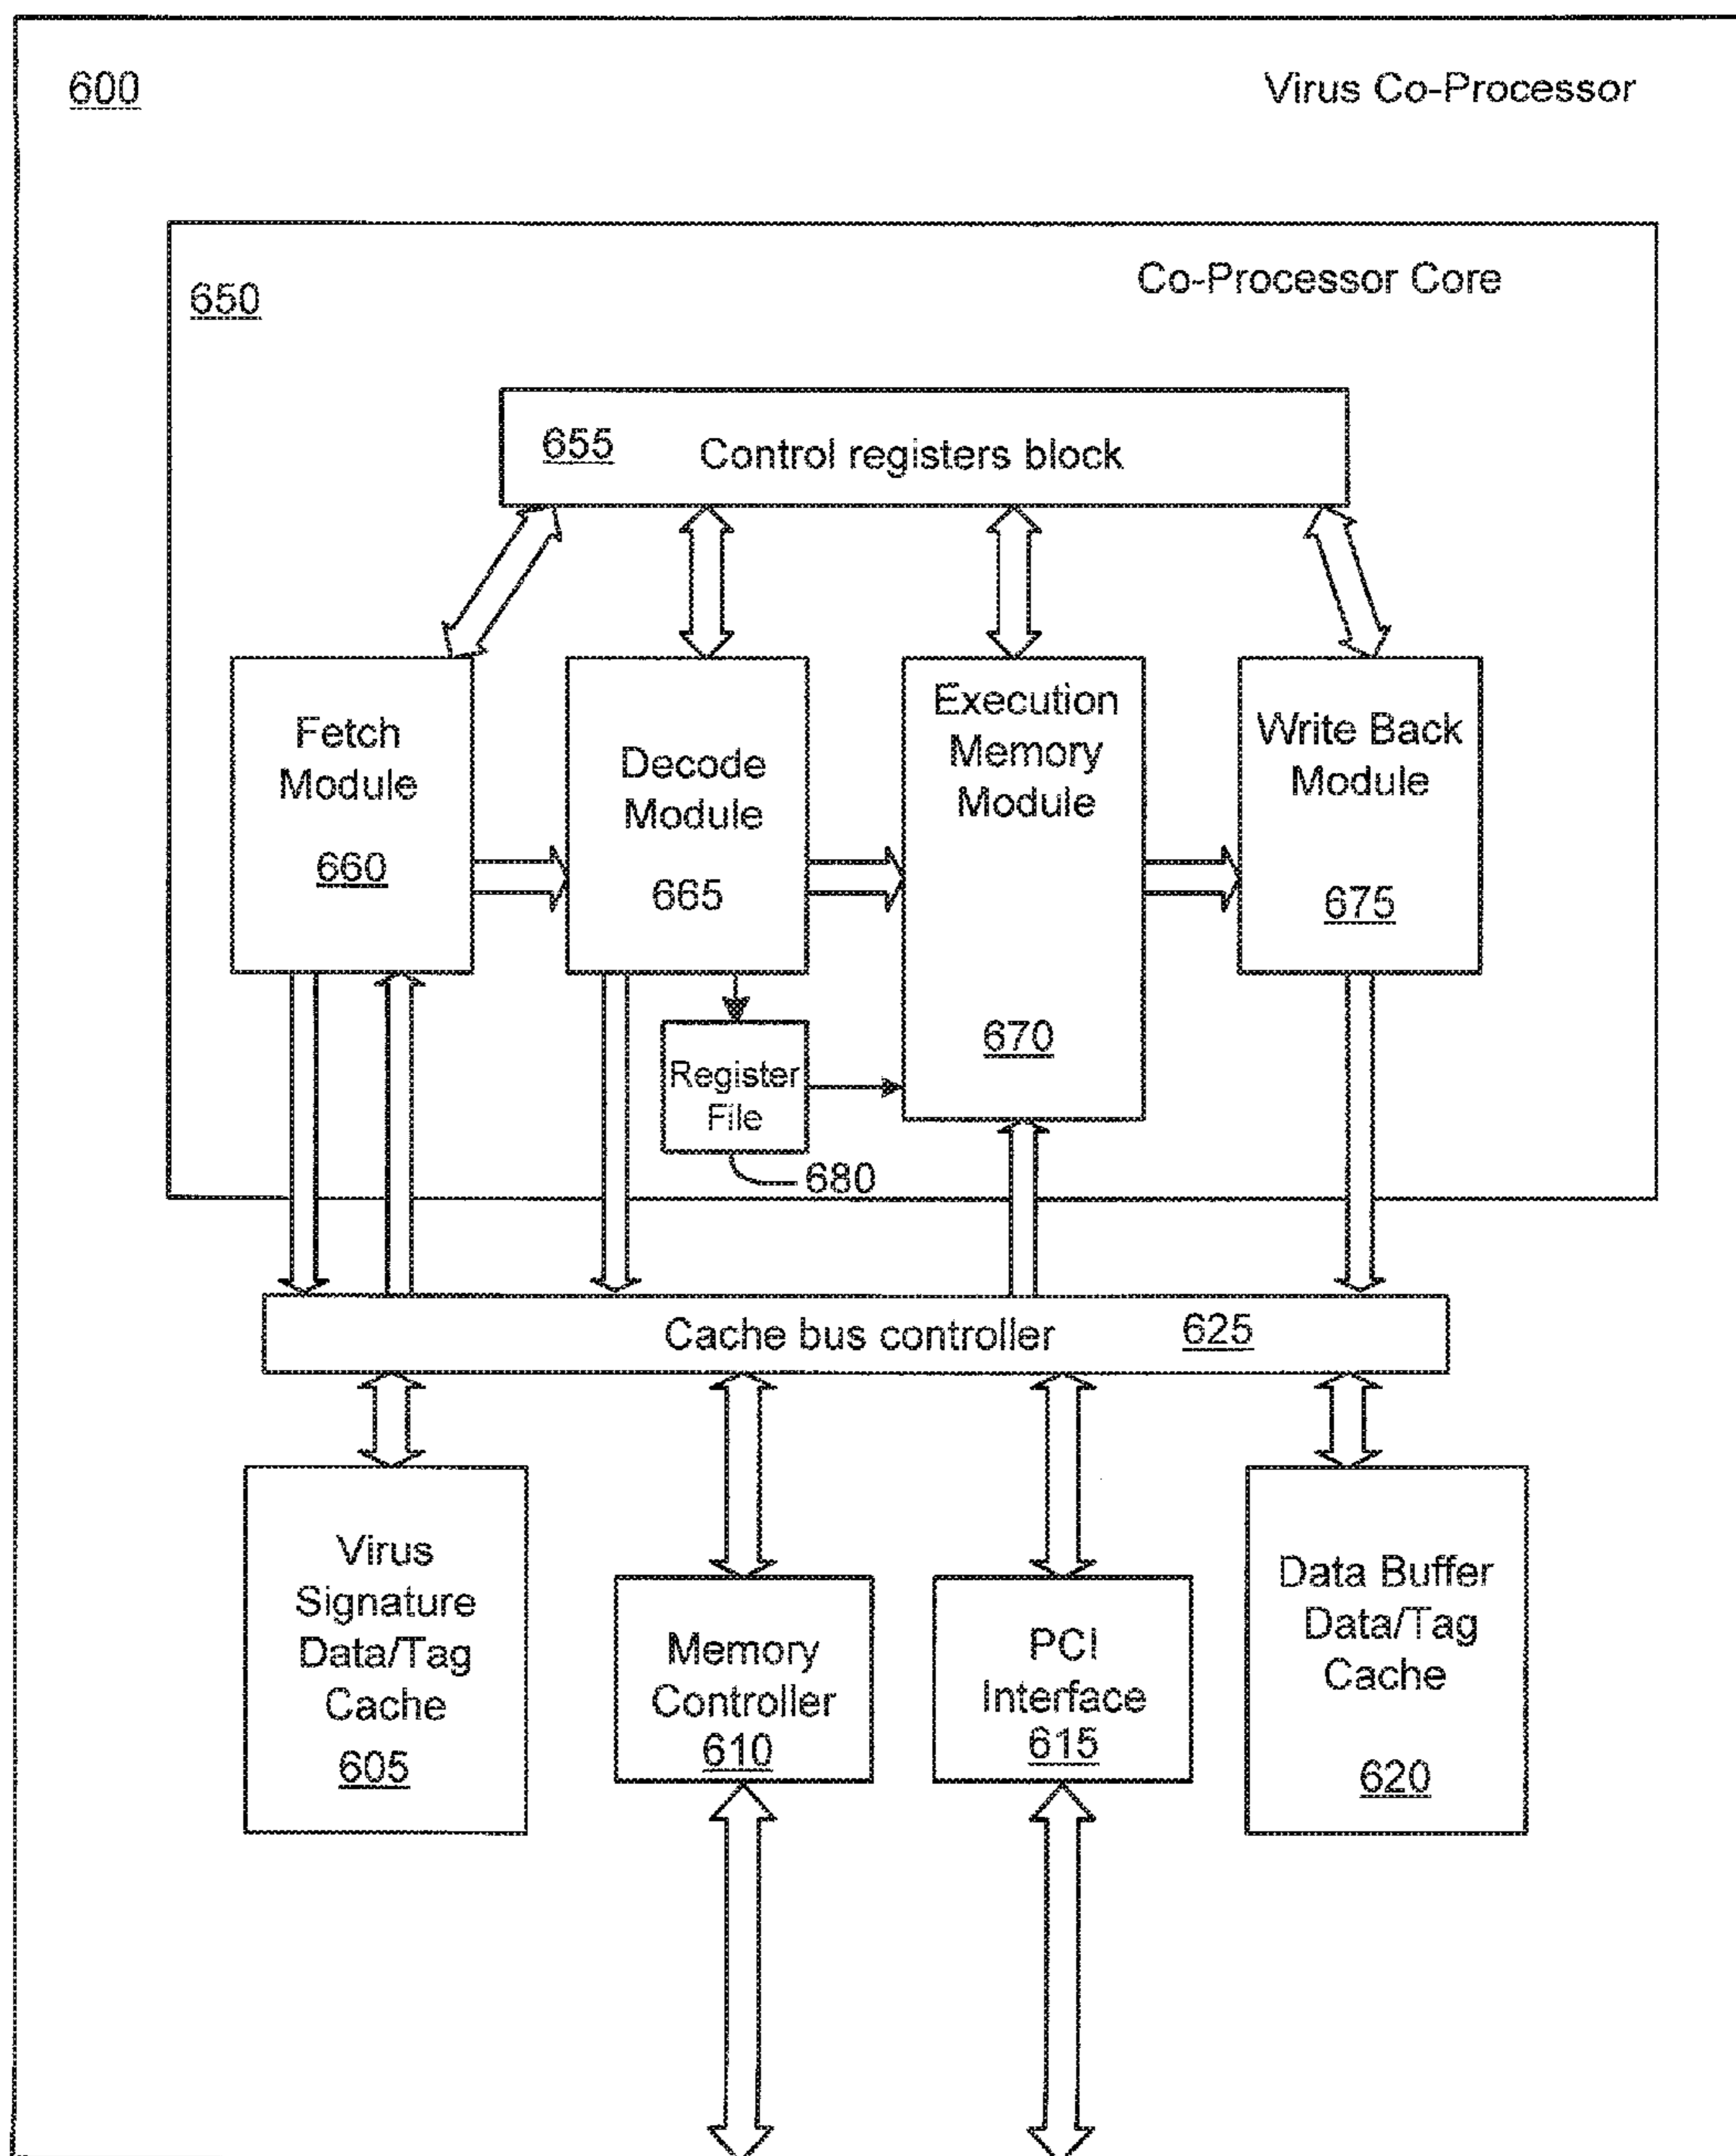 600
Virus Co-Processor
650
Co-Processor Core
655
Control registers block
Fetch
Module
660
Decode
Module
665
Execution
Memory
Module
670
Write Back
Module
675
Register
File
680
Cache bus controller
625
Virus
Signature
Data/Tag
Cache
605
Memory
Controller
610
PCI
Interface
615
Data Buffer
Data/Tag
Cache
620